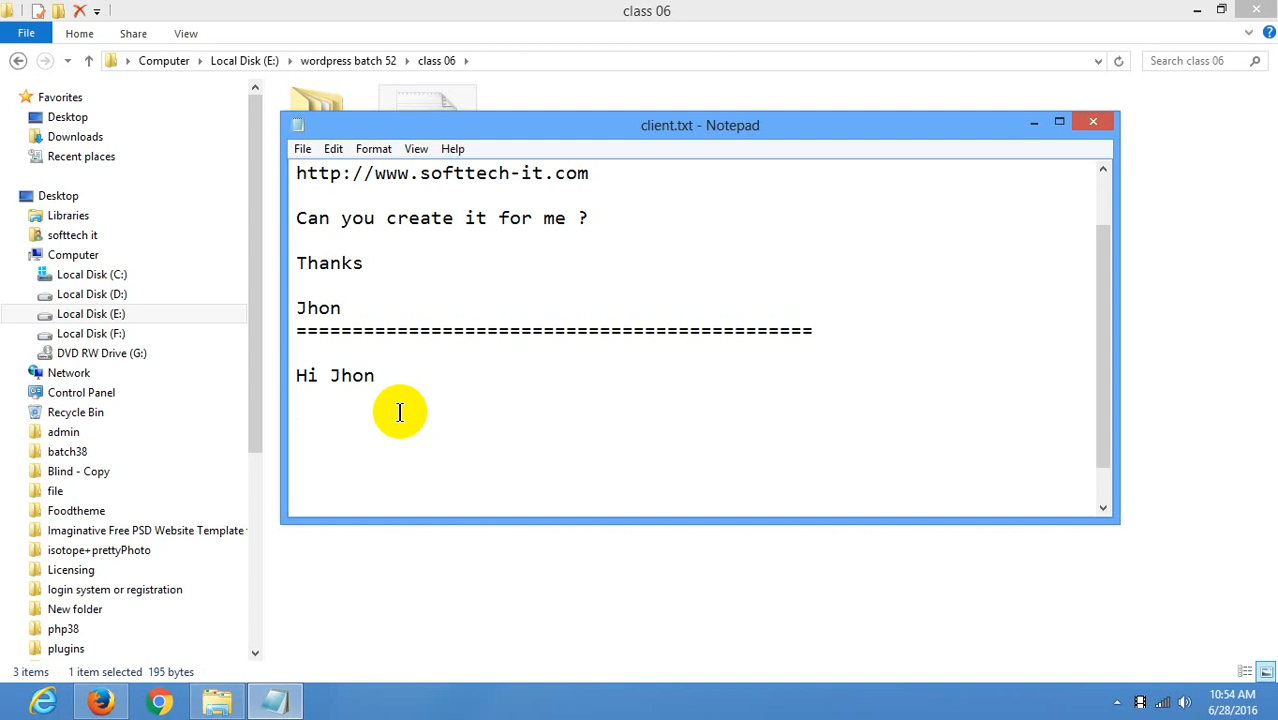 class 06
File Home Share View
Computer Local Disk (E:) wordpress batch 52 class 06
Search class 06
Favorites
Desktop
Downloads
Recent places
Desktop
Libraries
softtech it
Computer
Local Disk (C:)
Local Disk (D:)
Local Disk (E:)
Local Disk (F:)
DVD RW Drive (G:)
Network
Control Panel
Recycle Bin
admin
batch38
Blind - Copy
file
Foodtheme
Imaginative Free PSD Website Template
isotope+prettyPhoto
Licensing
login system or registration
New folder
php38
plugins
client.txt - Notepad
File Edit Format View Help
http://www.softtech-it.com
Can you create it for me ?
Thanks
Jhon
==============================================
Hi Jhon
3 items 1 item selected 195 bytes
10:54 AM
6/28/2016